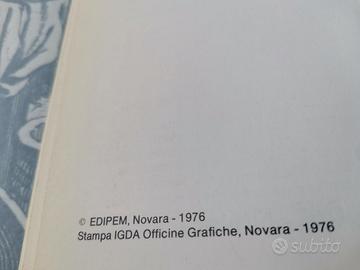 © EDIPEM, Novara - 1976
Stampa IGDA Officine Grafiche, Novara - 1976
subito